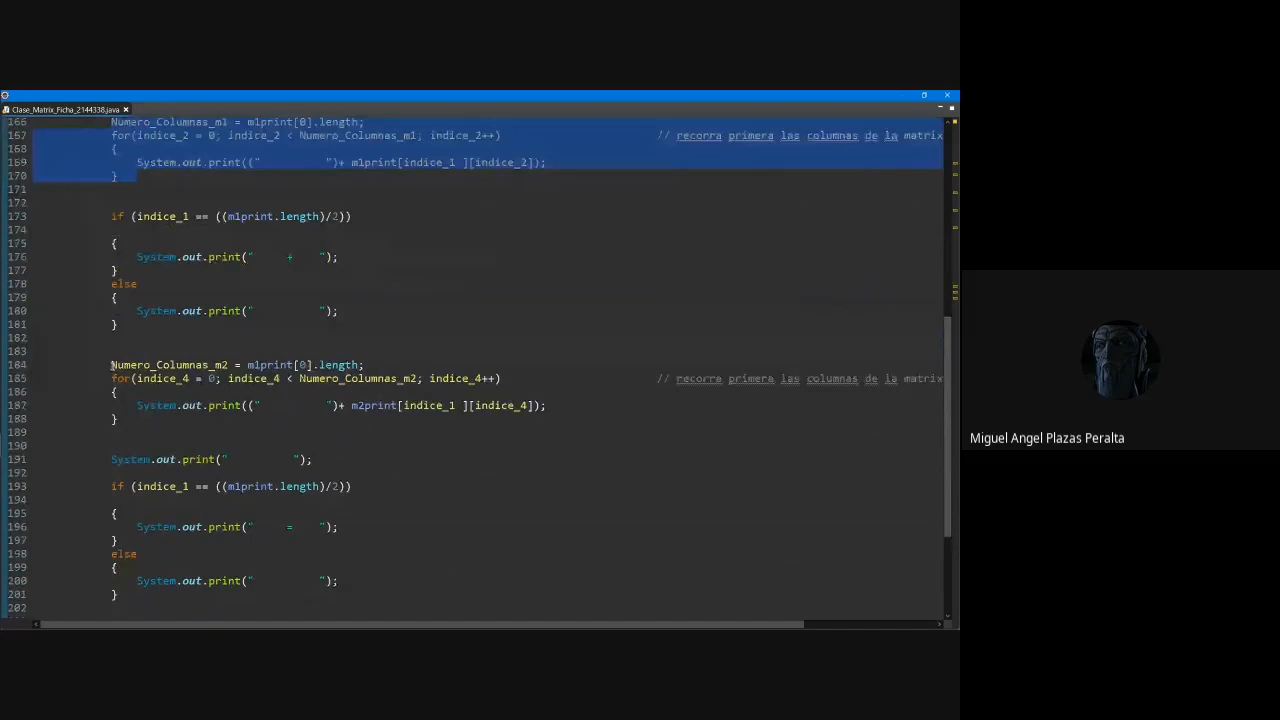 Clase_Matrix_Ficha_2144338.java
166 Numero_Columnas_m1 = m1print[0].length;
167 for(indice_2 = 0; indice_2 < Numero_Columnas_m1; indice_2++) // recorra primera las columnas de la matrix
168 {
169 System.out.print((" ")+ m1print[indice_1 ][indice_2]);
170 }
171
172
173 if (indice_1 == ((m1print.length)/2))
174
175 {
176 System.out.print(" + ");
177 }
178 else
179 {
180 System.out.print(" ");
181 }
182
183
184 Numero_Columnas_m2 = m1print[0].length;
185 for(indice_4 = 0; indice_4 < Numero_Columnas_m2; indice_4++) // recorra primera las columnas de la matrix
186 {
187 System.out.print((" ")+ m2print[indice_1 ][indice_4]);
188 }
189
190
191 System.out.print(" ");
192
193 if (indice_1 == ((m1print.length)/2))
194
195 {
196 System.out.print(" = ");
197 }
198 else
199 {
200 System.out.print(" ");
201 }
202
Miguel Angel Plazas Peralta